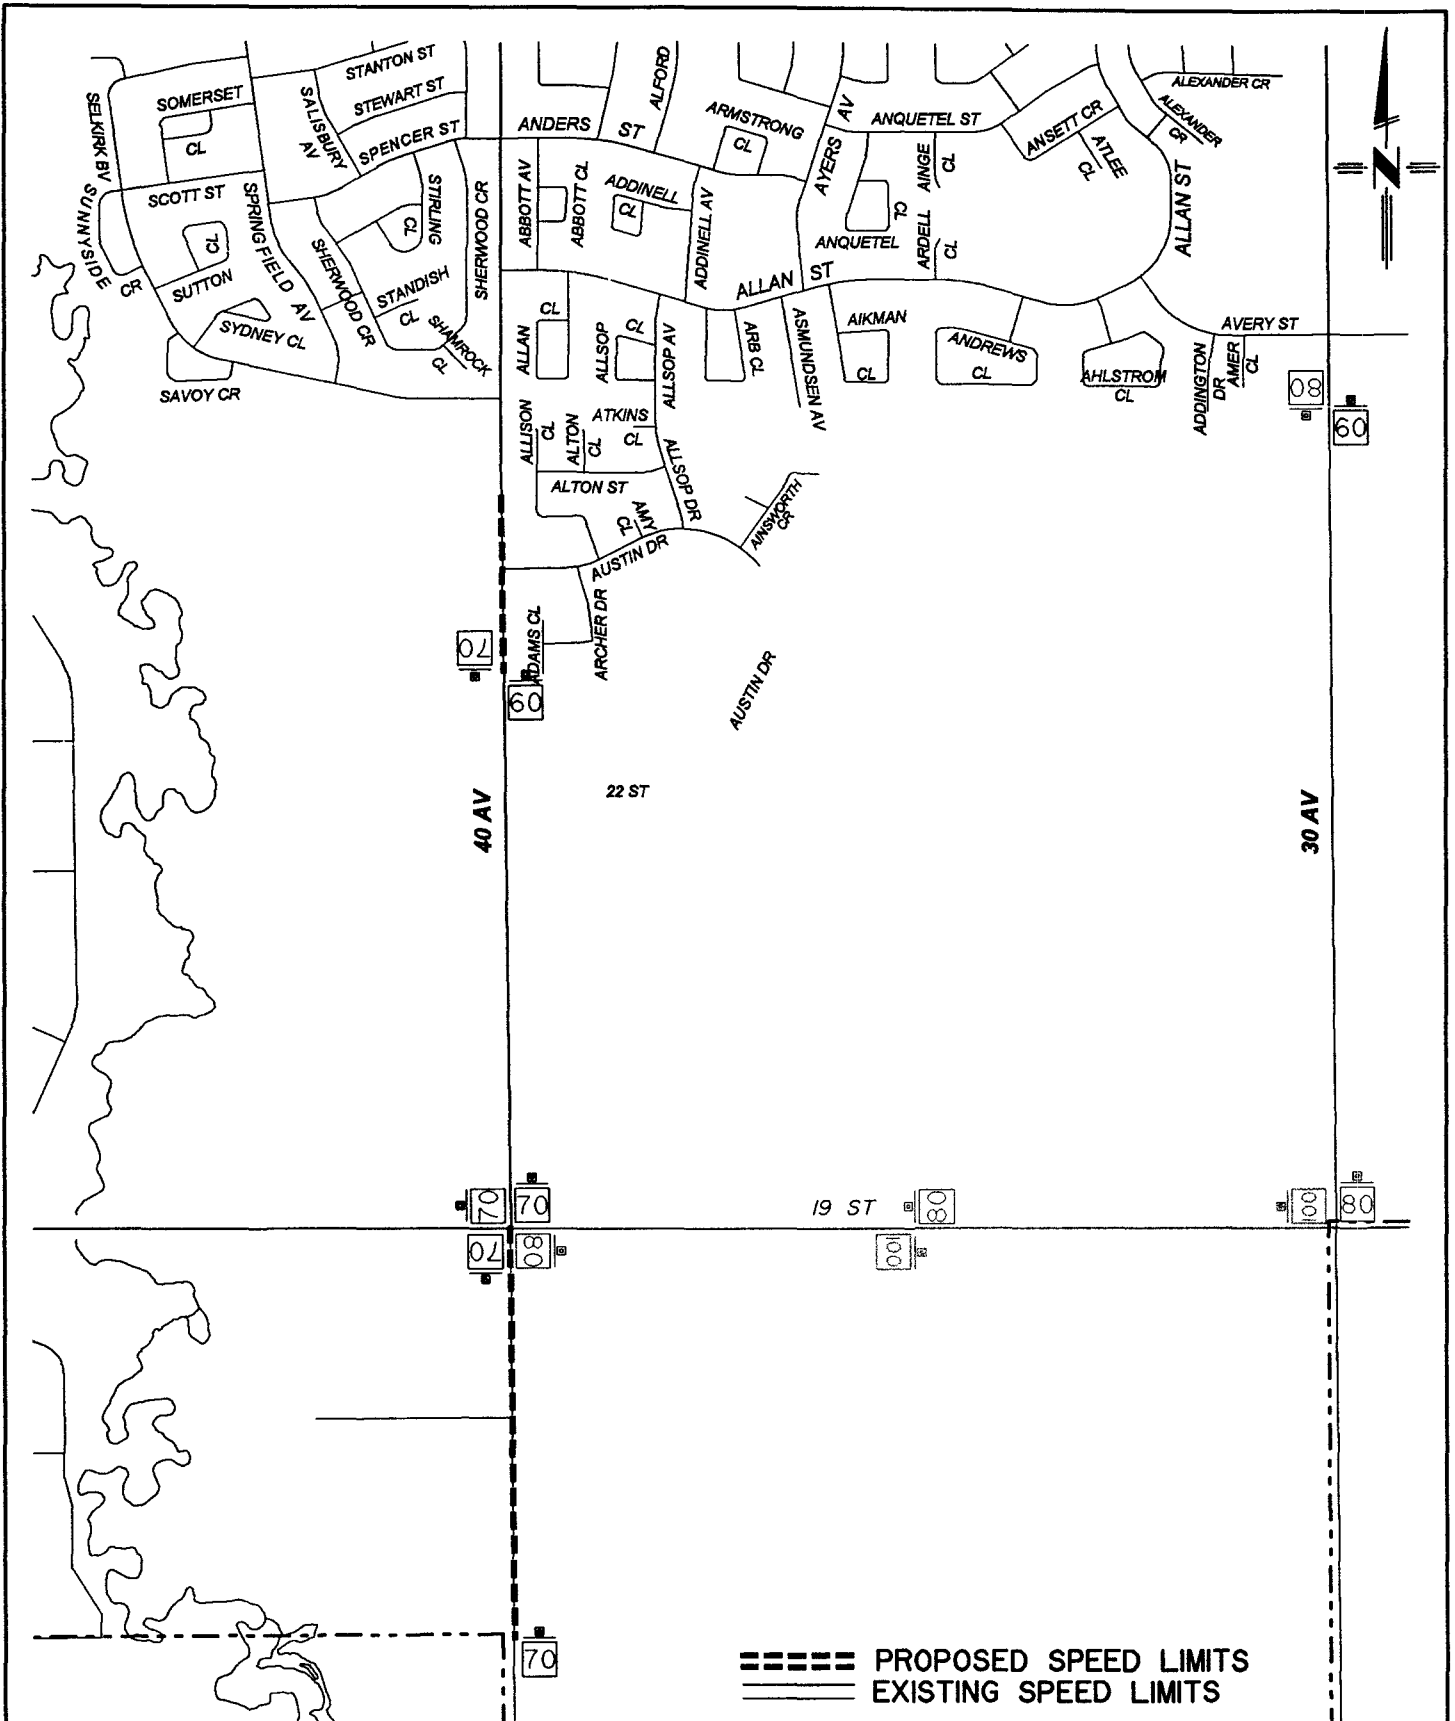 STANTON ST
STEWART ST
SPENCER ST
SOMERSET
CL
SALISBURY
AV
SELKIRK BV
SUNNYSIDE
CR
SCOTT ST
CL
SUTTON
SYDNEY CL
SAVOY CR
SPRINGFIELD AV
SHERWOOD CR
STIRLING
CL
STANDISH
CL
SHAMROCK
CL
SHERWOOD CR
ANDERS ST
ALFORD
ABBOTT AV
ABBOTT CL
ADDINELL
CL
ADDINELL AV
ARMSTRONG
CL
AYERS AV
ANQUETEL ST
AINGE
CL
ANQUETEL
CL
ARDELL
CL
ANSETT CR
ATLEE
CL
ALEXANDER CR
ALEXANDER
CR
ALLAN ST
ALLAN ST
ALLAN
CL
ALLSOP
CL
ALLSOP AV
ARB CL
ASMUNDSEN AV
AIKMAN
CL
ANDREWS
CL
AHLSTROM
CL
AVERY ST
ADDINGTON
DR
AMER
CL
80
60
ALLISON
CL
ALTON
CL
ATKINS
CL
ALLSOP DR
ALTON ST
AMY
CL
AUSTIN DR
AINSWORTH
CR
ADAMS CL
ARCHER DR
AUSTIN DR
70
60
22 ST
40 AV
30 AV
70
70
19 ST
80
100
80
70
80
100
70
PROPOSED SPEED LIMITS
EXISTING SPEED LIMITS
N